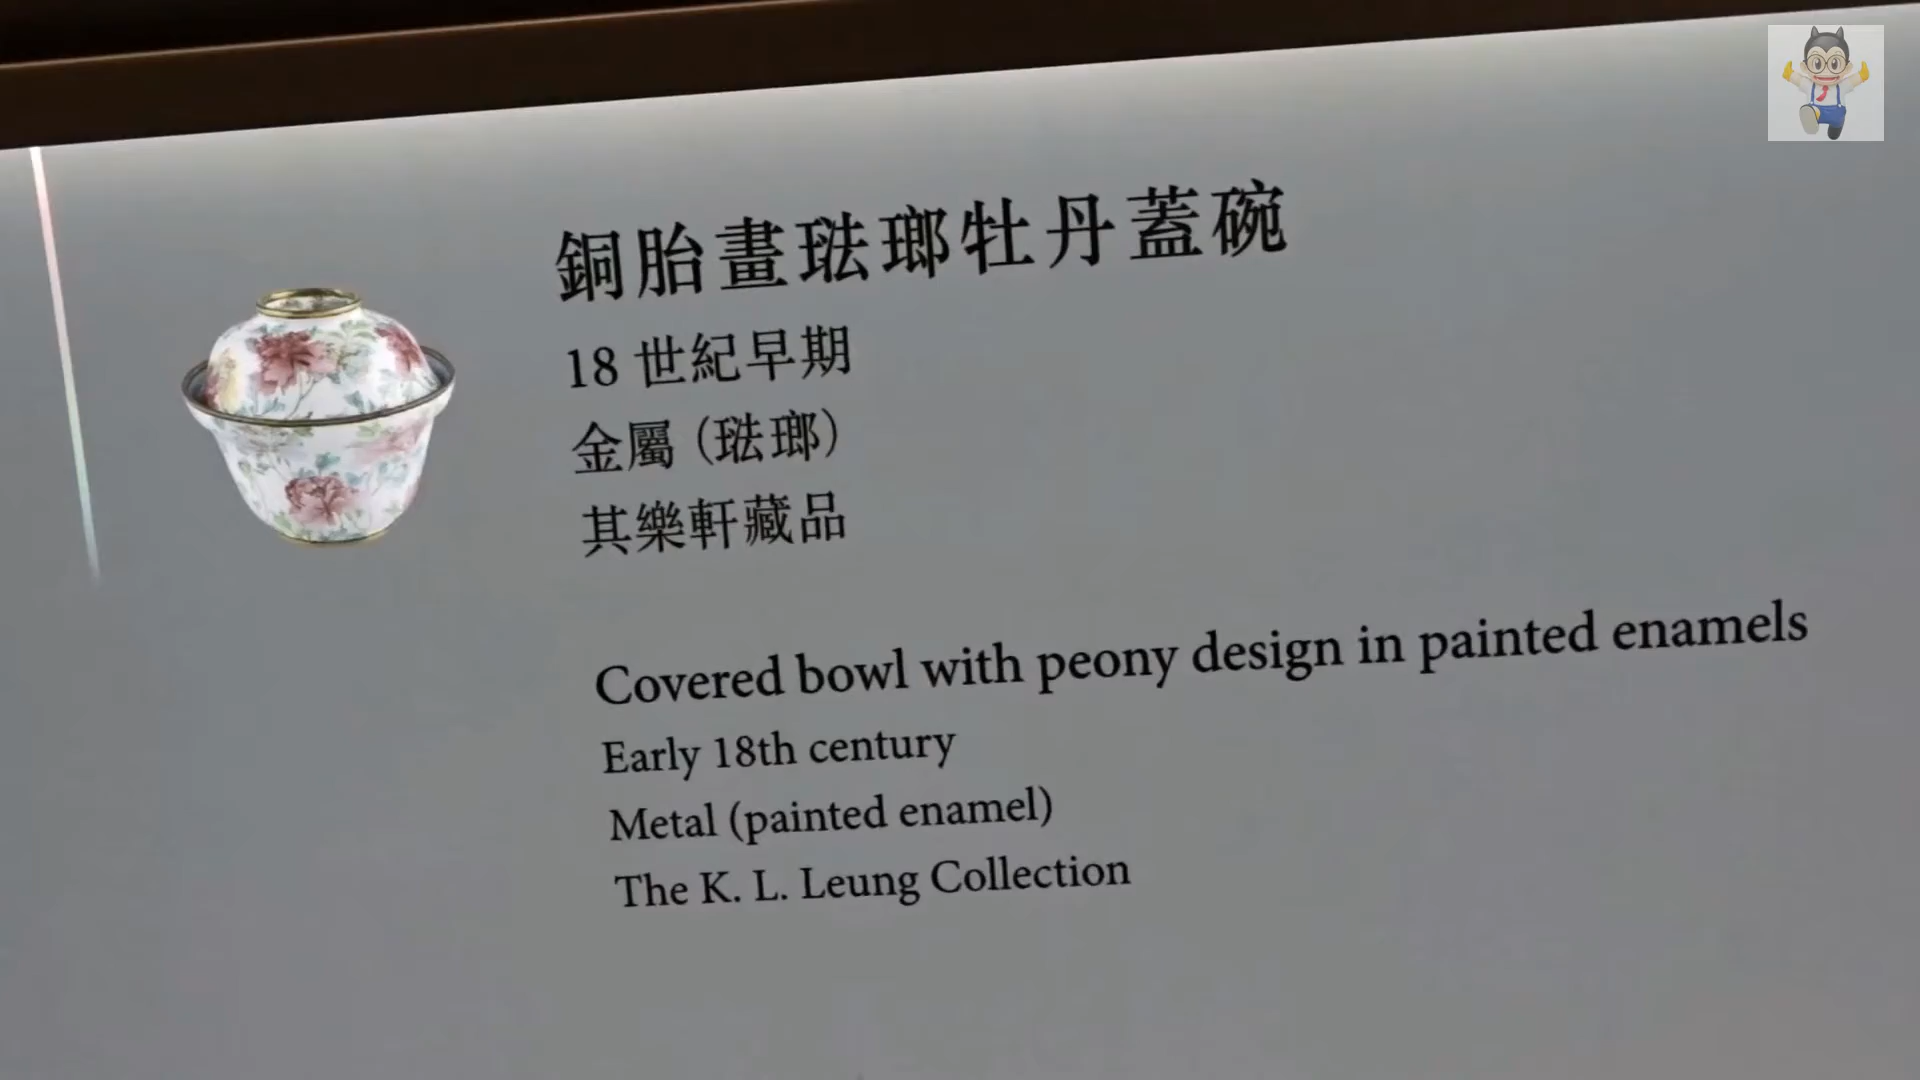 銅胎畫琺瑯牡丹蓋碗
18 世紀早期
金屬 (琺瑯)
其樂軒藏品
Covered bowl with peony design in painted enamels
Early 18th century
Metal (painted enamel)
The K. L. Leung Collection